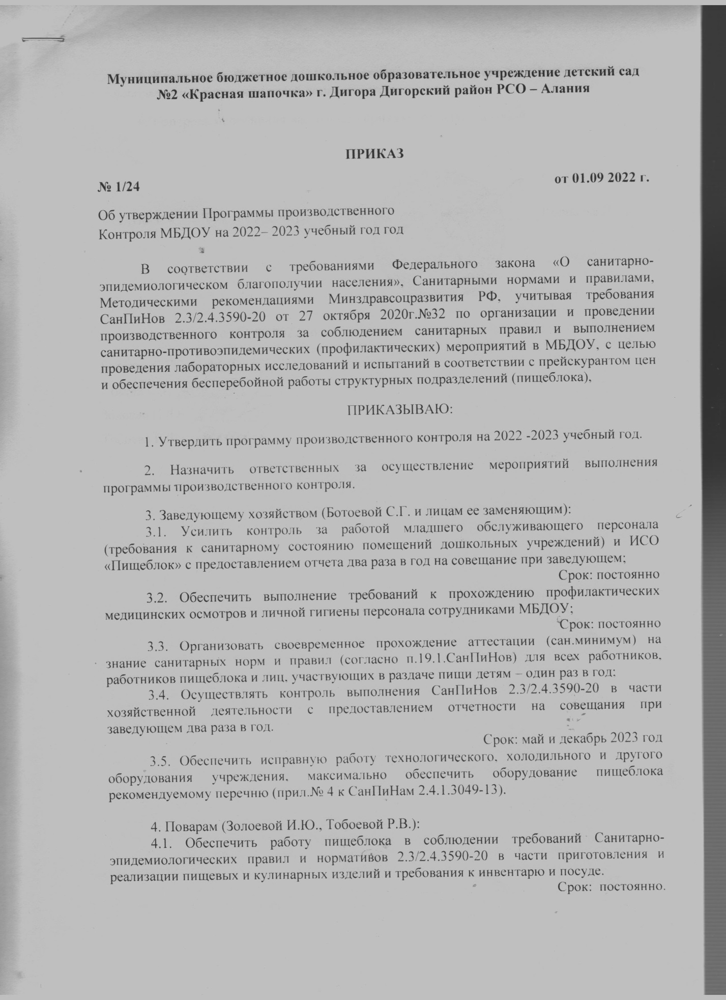 Муниципальное бюджетное дошкольное образовательное учреждение детский сад
№2 «Красная шапочка» г. Дигора Дигорский район РСО – Алания
ПРИКАЗ
№ 1/24
от 01.09 2022 г.
Об утверждении Программы производственного
Контроля МБДОУ на 2022– 2023 учебный год год
В соответствии с требованиями Федерального закона «О санитарно-
эпидемиологическом благополучии населения», Санитарными нормами и правилами,
Методическими рекомендациями Минздравсоцразвития РФ, учитывая требования
СанПиНов 2.3/2.4.3590-20 от 27 октября 2020г.№32 по организации и проведении
производственного контроля за соблюдением санитарных правил и выполнением
санитарно-противоэпидемических (профилактических) мероприятий в МБДОУ, с целью
проведения лабораторных исследований и испытаний в соответствии с прейскурантом цен
и обеспечения бесперебойной работы структурных подразделений (пищеблока),
ПРИКАЗЫВАЮ:
1. Утвердить программу производственного контроля на 2022 -2023 учебный год.
2. Назначить ответственных за осуществление мероприятий выполнения
программы производственного контроля.
3. Заведующему хозяйством (Ботоевой С.Г. и лицам ее заменяющим):
3.1. Усилить контроль за работой младшего обслуживающего персонала
(требования к санитарному состоянию помещений дошкольных учреждений) и ИСО
«Пищеблок» с предоставлением отчета два раза в год на совещание при заведующем;
Срок: постоянно
3.2. Обеспечить выполнение требований к прохождению профилактических
медицинских осмотров и личной гигиены персонала сотрудниками МБДОУ;
Срок: постоянно
3.3. Организовать своевременное прохождение аттестации (сан.минимум) на
знание санитарных норм и правил (согласно п.19.1.СанПиНов) для всех работников,
работников пищеблока и лиц, участвующих в раздаче пищи детям – один раз в год;
3.4. Осуществлять контроль выполнения СанПиНов 2.3/2.4.3590-20 в части
хозяйственной деятельности с предоставлением отчетности на совещания при
заведующем два раза в год.
Срок: май и декабрь 2023 год
3.5. Обеспечить исправную работу технологического, холодильного и другого
оборудования учреждения, максимально обеспечить оборудование пищеблока
рекомендуемому перечню (прил.№ 4 к СанПиНам 2.4.1.3049-13).
4. Поварам (Золоевой И.Ю., Тобоевой Р.В.):
4.1. Обеспечить работу пищеблока в соблюдении требований Санитарно-
эпидемиологических правил и нормативов 2.3/2.4.3590-20 в части приготовления и
реализации пищевых и кулинарных изделий и требования к инвентарю и посуде.
Срок: постоянно.